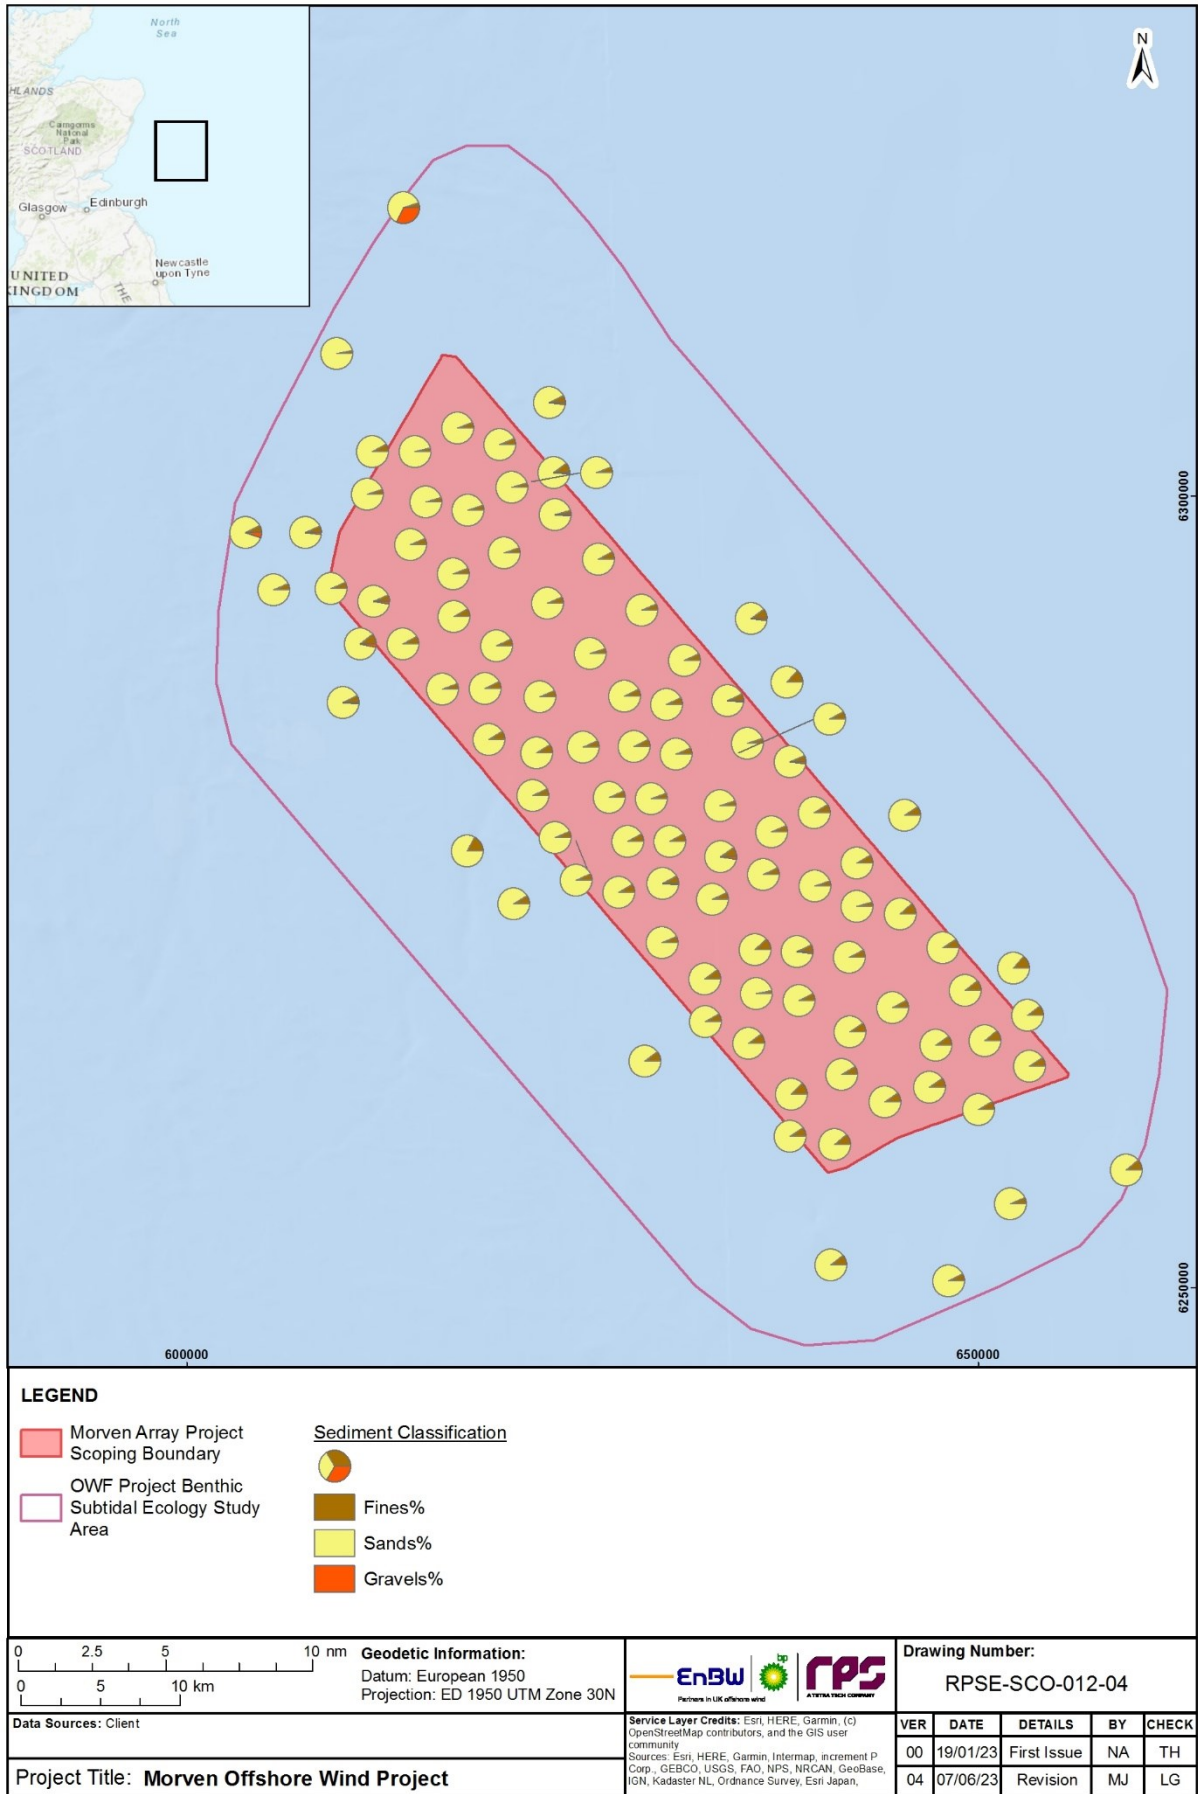 North
Sea
HLANDS
Cairngorms
National
Park
SCOTLAND
Glasgow
Edinburgh
Newcastle
upon Tyne
UNITED
KINGDOM
THE
N
6300000
6250000
600000
650000
LEGEND
Morven Array Project
Scoping Boundary
OWF Project Benthic
Subtidal Ecology Study
Area
Sediment Classification
Fines%
Sands%
Gravels%
0 2.5 5 10 nm
0 5 10 km
Geodetic Information:
Datum: European 1950
Projection: ED 1950 UTM Zone 30N
Data Sources: Client
Project Title: Morven Offshore Wind Project
EnBW
Partners in UK offshore wind
bp
RPS
A TETRA TECH COMPANY
Service Layer Credits: Esri, HERE, Garmin, (c)
OpenStreetMap contributors, and the GIS user
community
Sources: Esri, HERE, Garmin, Intermap, increment P
Corp., GEBCO, USGS, FAO, NPS, NRCAN, GeoBase,
IGN, Kadaster NL, Ordnance Survey, Esri Japan,
Drawing Number:
RPSE-SCO-012-04
VER DATE DETAILS BY CHECK
00 19/01/23 First Issue NA TH
04 07/06/23 Revision MJ LG